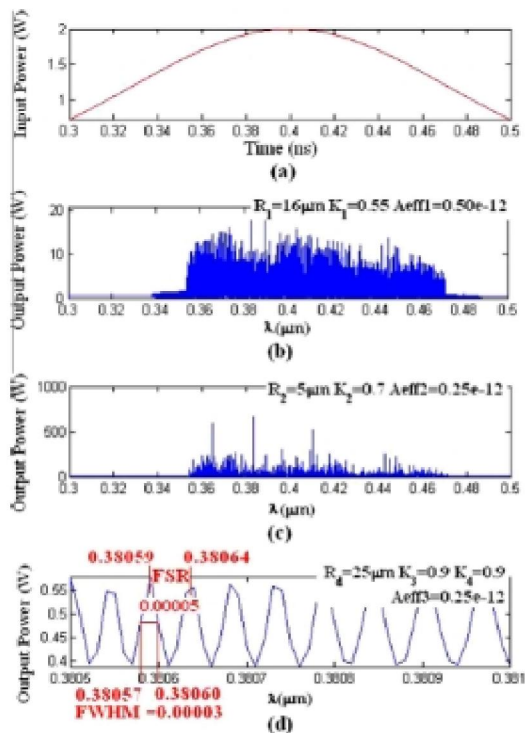 Input Power (W)
2
1
0.3 0.32 0.34 0.36 0.38 0.4 0.42 0.44 0.46 0.48 0.5
Time (ns)
(a)
Output Power (W)
20
10
0
R1=16μm K1=0.55 Aeff1=0.50e-12
0.3 0.32 0.34 0.36 0.38 0.4 0.42 0.44 0.46 0.48 0.5
λ(μm)
(b)
Output Power (W)
1000
500
0
R2=5μm K2=0.7 Aeff2=0.25e-12
0.3 0.32 0.34 0.36 0.38 0.4 0.42 0.44 0.46 0.48 0.5
λ(μm)
(c)
0.38059 0.38064
FSR
Output Power (W)
0.55
0.5
0.45
0.4
Rd=25μm K3=0.9 K4=0.9
Aeff3=0.25e-12
0.00005
0.3805 0.3806 0.3807 0.3808 0.3809 0.381
0.38057 0.38060
λ(μm)
FWHM =0.00003
(d)